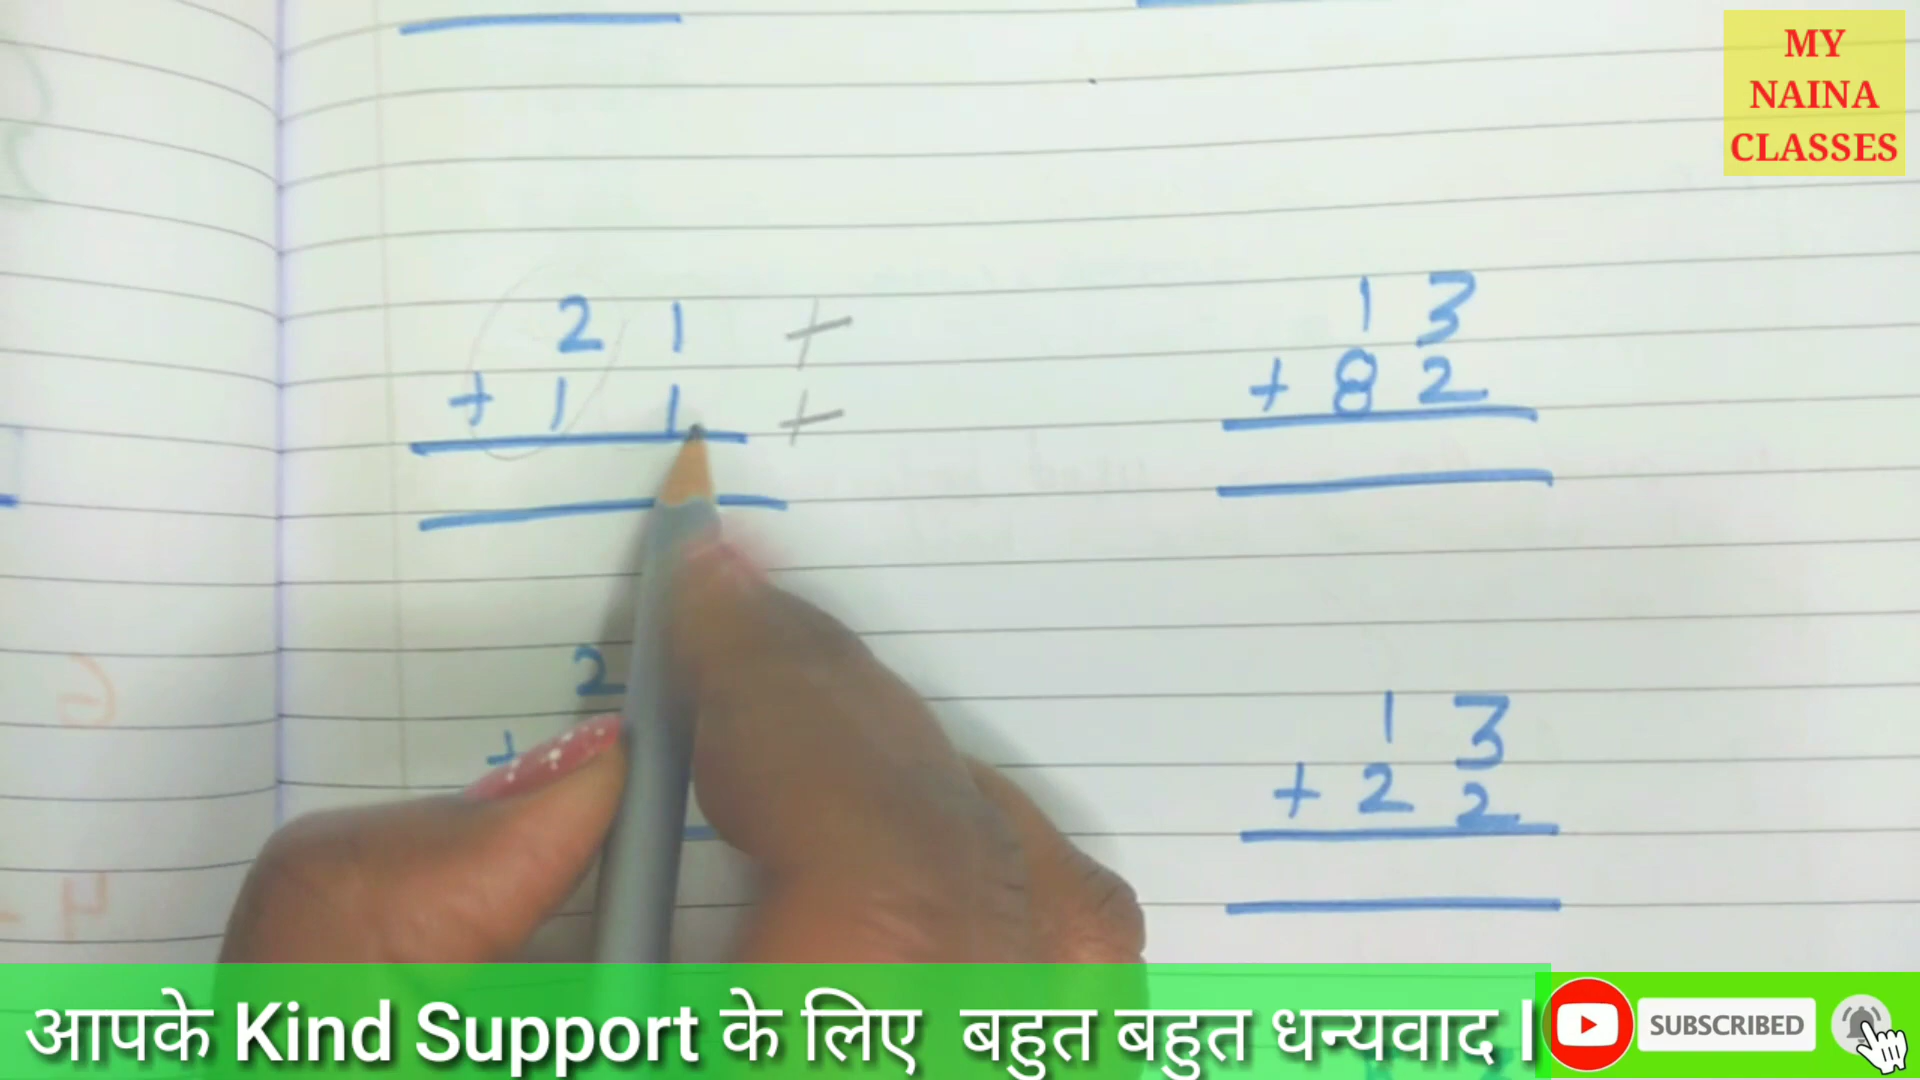 MY
NAINA
CLASSES
2 1 +
+ 1 1 +
1 3
+ 8 2
2
+
1 3
+ 2 2
आपके Kind Support के लिए बहुत बहुत धन्यवाद |
SUBSCRIBED